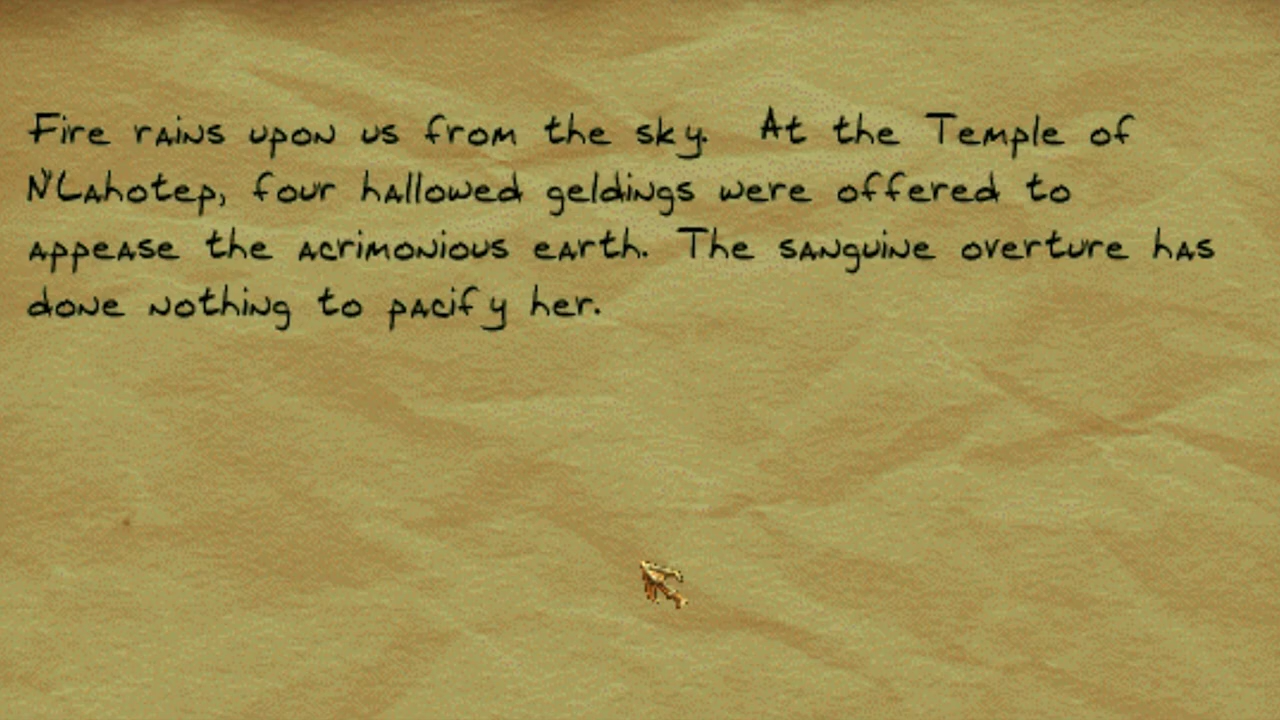 Fire rains upon us from the sky. At the Temple of
N'Lahotep, four hallowed geldings were offered to
appease the acrimonious earth. The sanguine overture has
done nothing to pacify her.